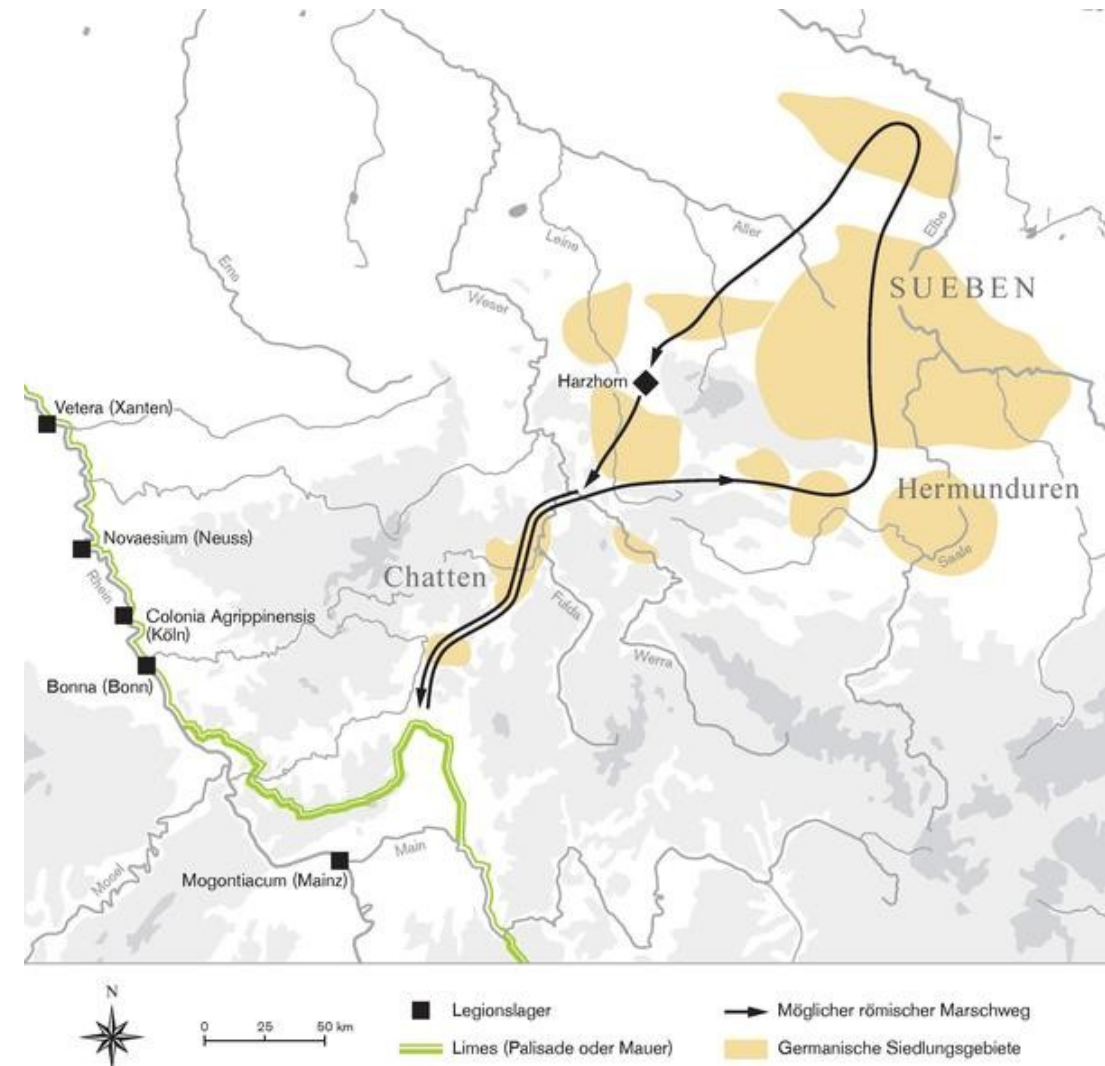 Aller
Elbe
Leine
Ems
SUEBEN
Weser
Harzhorn
Vetera (Xanten)
Hermunduren
Novaesium (Neuss)
Saale
Chatten
Rhein
Fulda
Colonia Agrippinensis
(Köln)
Werra
Bonna (Bonn)
Main
Mosel
Mogontiacum (Mainz)
N
0 25 50 km
Legionslager
Limes (Palisade oder Mauer)
Möglicher römischer Marschweg
Germanische Siedlungsgebiete